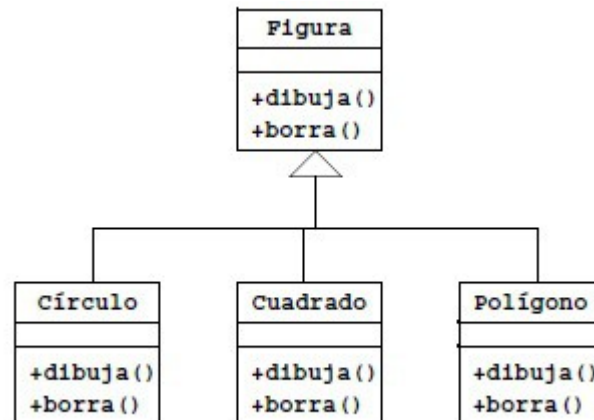 Figura
+dibuja()
+borra()
Círculo
+dibuja()
+borra()
Cuadrado
+dibuja()
+borra()
Polígono
+dibuja()
+borra()